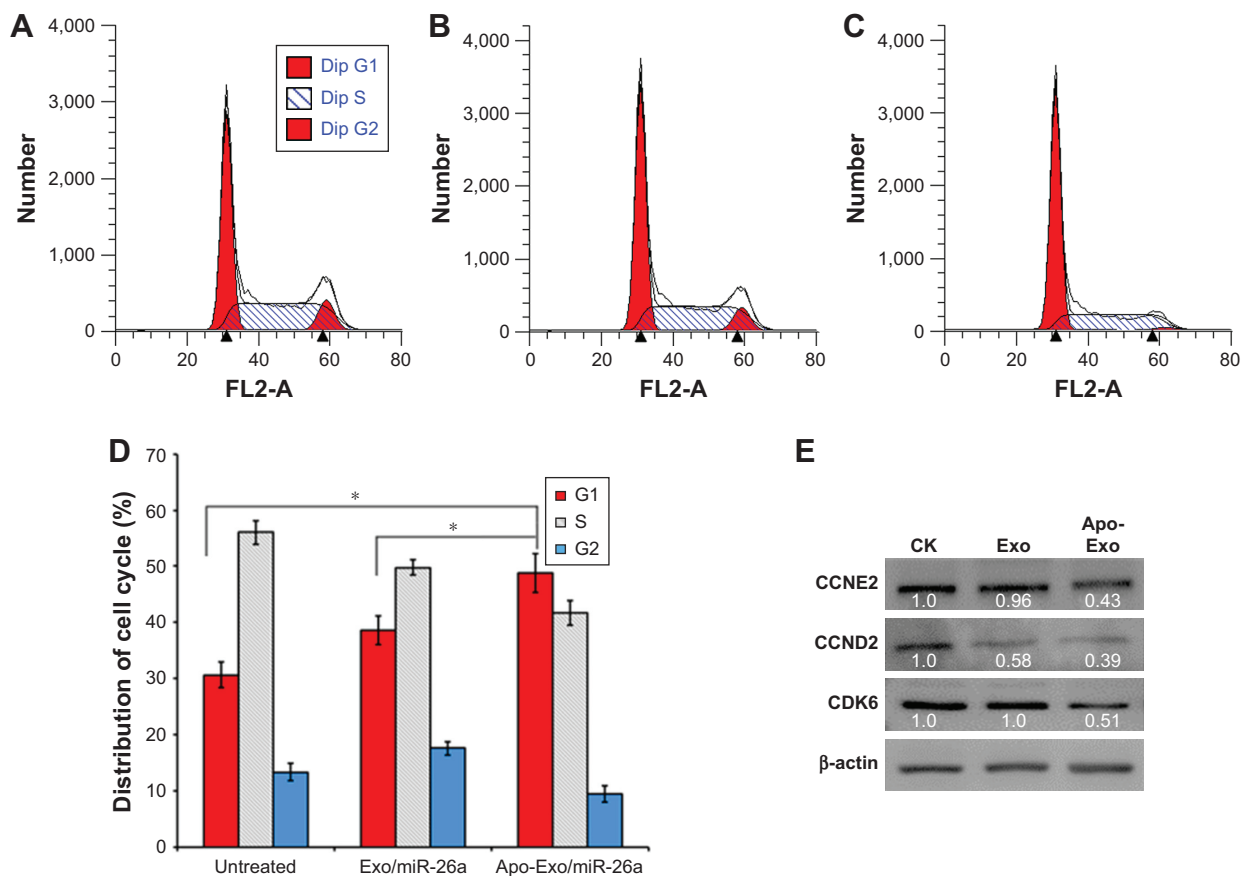 A
4,000
3,000
2,000
1,000
0
0 20 40 60 80
Number
FL2-A
Dip G1
Dip S
Dip G2
B
4,000
3,000
2,000
1,000
0
0 20 40 60 80
Number
FL2-A
C
4,000
3,000
2,000
1,000
0
0 20 40 60 80
Number
FL2-A
D
70
60
50
40
30
20
10
0
Distribution of cell cycle (%)
*
*
G1
S
G2
Untreated Exo/miR-26a Apo-Exo/miR-26a
E
CK Exo Apo-
Exo
CCNE2
1.0 0.96 0.43
CCND2
1.0 0.58 0.39
CDK6
1.0 1.0 0.51
β-actin